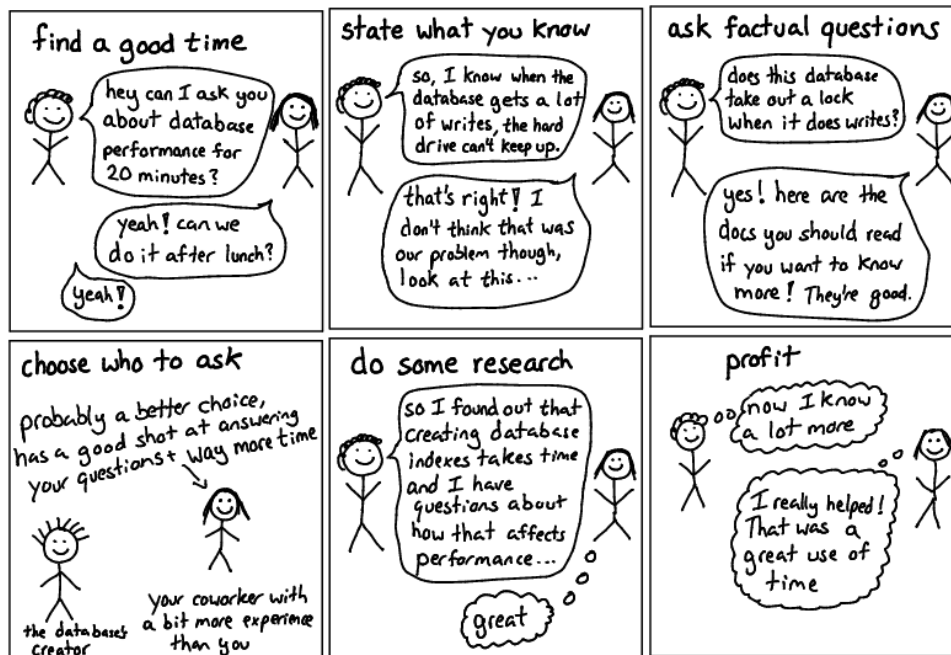 find a good time
hey can I ask you
about database
performance for
20 minutes?
yeah! can we
do it after lunch?
yeah!
state what you know
so, I know when the
database gets a lot
of writes, the hard
drive can't keep up.
that's right! I
don't think that was
our problem though,
look at this...
ask factual questions
does this database
take out a lock
when it does writes?
yes! here are the
docs you should read
if you want to know
more! They're good.
choose who to ask
probably a better choice,
has a good shot at answering
your questions + way more time
the database's
creator
your coworker with
a bit more experience
than you
do some research
so I found out that
creating database
indexes takes time
and I have
questions about
how that affects
performance...
great
profit
now I know
a lot more
I really helped!
That was a
great use of
time